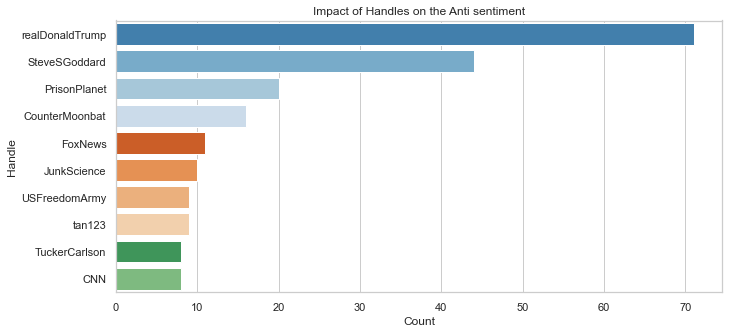 Impact of Handles on the Anti sentiment
Handle
realDonaldTrump
SteveSGoddard
PrisonPlanet
CounterMoonbat
FoxNews
JunkScience
USFreedomArmy
tan123
TuckerCarlson
CNN
0 10 20 30 40 50 60 70
Count